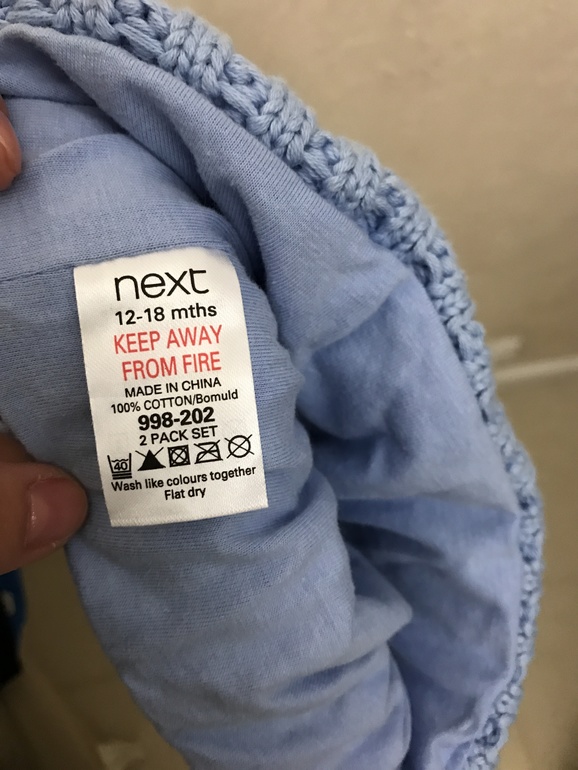 next
12-18 mths
KEEP AWAY
FROM FIRE
MADE IN CHINA
100% COTTON/Bomuld
998-202
2 PACK SET
40
Wash like colours together
Flat dry